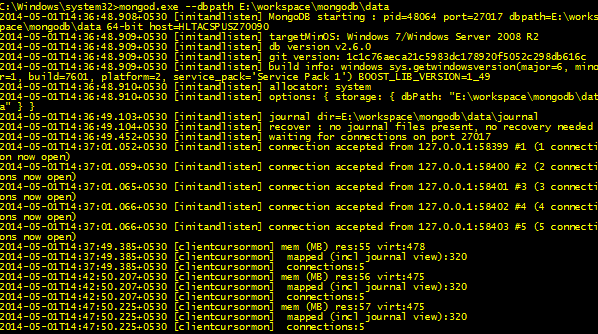 C:\Windows\system32>mongod.exe --dbpath E:\workspace\mongodb\data
2014-05-01T14:36:48.908+0530 [initandlisten] MongoDB starting : pid=48064 port=27017 dbpath=E:\works
pace\mongodb\data 64-bit host=HLTACSPUSZ70090
2014-05-01T14:36:48.909+0530 [initandlisten] targetMinOS: Windows 7/Windows Server 2008 R2
2014-05-01T14:36:48.909+0530 [initandlisten] db version v2.6.0
2014-05-01T14:36:48.909+0530 [initandlisten] git version: 1c1c76aeca21c5983dc178920f5052c298db616c
2014-05-01T14:36:48.909+0530 [initandlisten] build info: windows sys.getwindowsversion(major=6, mino
r=1, build=7601, platform=2, service_pack='Service Pack 1') BOOST_LIB_VERSION=1_49
2014-05-01T14:36:48.910+0530 [initandlisten] allocator: system
2014-05-01T14:36:48.910+0530 [initandlisten] options: { storage: { dbPath: "E:\workspace\mongodb\dat
a" } }
2014-05-01T14:36:49.103+0530 [initandlisten] journal dir=E:\workspace\mongodb\data\journal
2014-05-01T14:36:49.104+0530 [initandlisten] recover : no journal files present, no recovery needed
2014-05-01T14:36:49.452+0530 [initandlisten] waiting for connections on port 27017
2014-05-01T14:37:01.052+0530 [initandlisten] connection accepted from 127.0.0.1:58399 #1 (1 connecti
on now open)
2014-05-01T14:37:01.059+0530 [initandlisten] connection accepted from 127.0.0.1:58400 #2 (2 connecti
ons now open)
2014-05-01T14:37:01.065+0530 [initandlisten] connection accepted from 127.0.0.1:58401 #3 (3 connecti
ons now open)
2014-05-01T14:37:01.066+0530 [initandlisten] connection accepted from 127.0.0.1:58402 #4 (4 connecti
ons now open)
2014-05-01T14:37:01.066+0530 [initandlisten] connection accepted from 127.0.0.1:58403 #5 (5 connecti
ons now open)
2014-05-01T14:37:49.385+0530 [clientcursormon] mem (MB) res:55 virt:478
2014-05-01T14:37:49.385+0530 [clientcursormon]  mapped (incl journal view):320
2014-05-01T14:37:49.385+0530 [clientcursormon]  connections:5
2014-05-01T14:42:50.207+0530 [clientcursormon] mem (MB) res:56 virt:475
2014-05-01T14:42:50.207+0530 [clientcursormon]  mapped (incl journal view):320
2014-05-01T14:42:50.207+0530 [clientcursormon]  connections:5
2014-05-01T14:47:50.225+0530 [clientcursormon] mem (MB) res:57 virt:475
2014-05-01T14:47:50.225+0530 [clientcursormon]  mapped (incl journal view):320
2014-05-01T14:47:50.225+0530 [clientcursormon]  connections:5